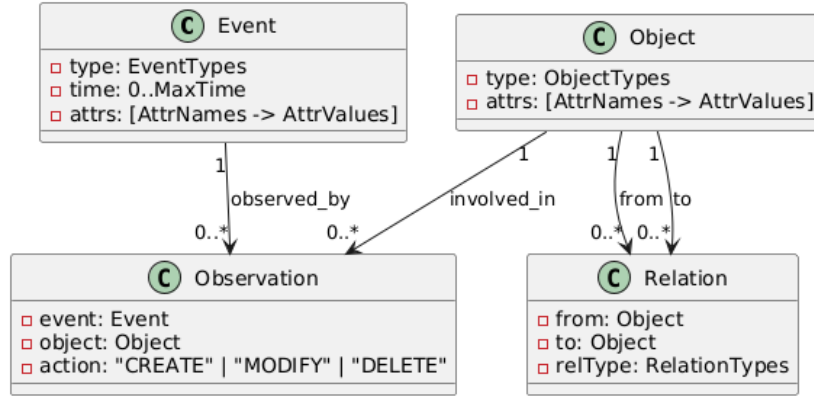 C Event
type: EventTypes
time: 0..MaxTime
attrs: [AttrNames -> AttrValues]
C Object
type: ObjectTypes
attrs: [AttrNames -> AttrValues]
1
observed_by
0..*
1
involved_in
0..*
1
from
0..*
1
to
0..*
C Observation
event: Event
object: Object
action: "CREATE" | "MODIFY" | "DELETE"
C Relation
from: Object
to: Object
relType: RelationTypes